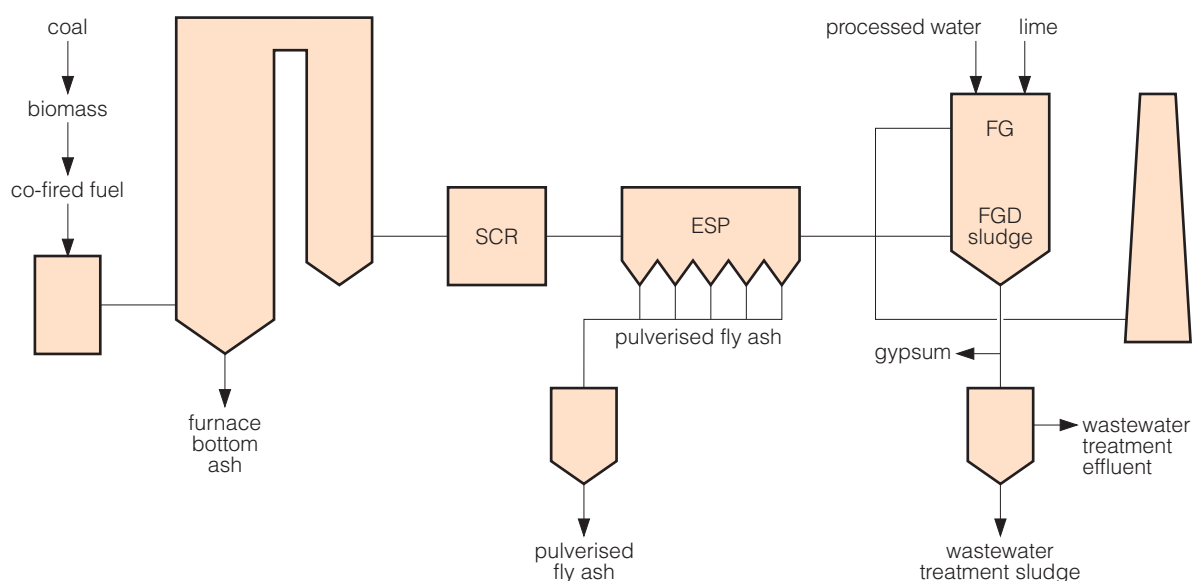 coal
biomass
co-fired fuel
furnace
bottom
ash
SCR
ESP
pulverised fly ash
pulverised
fly ash
processed water
lime
FG
FGD
sludge
gypsum
wastewater
treatment
effluent
wastewater
treatment sludge